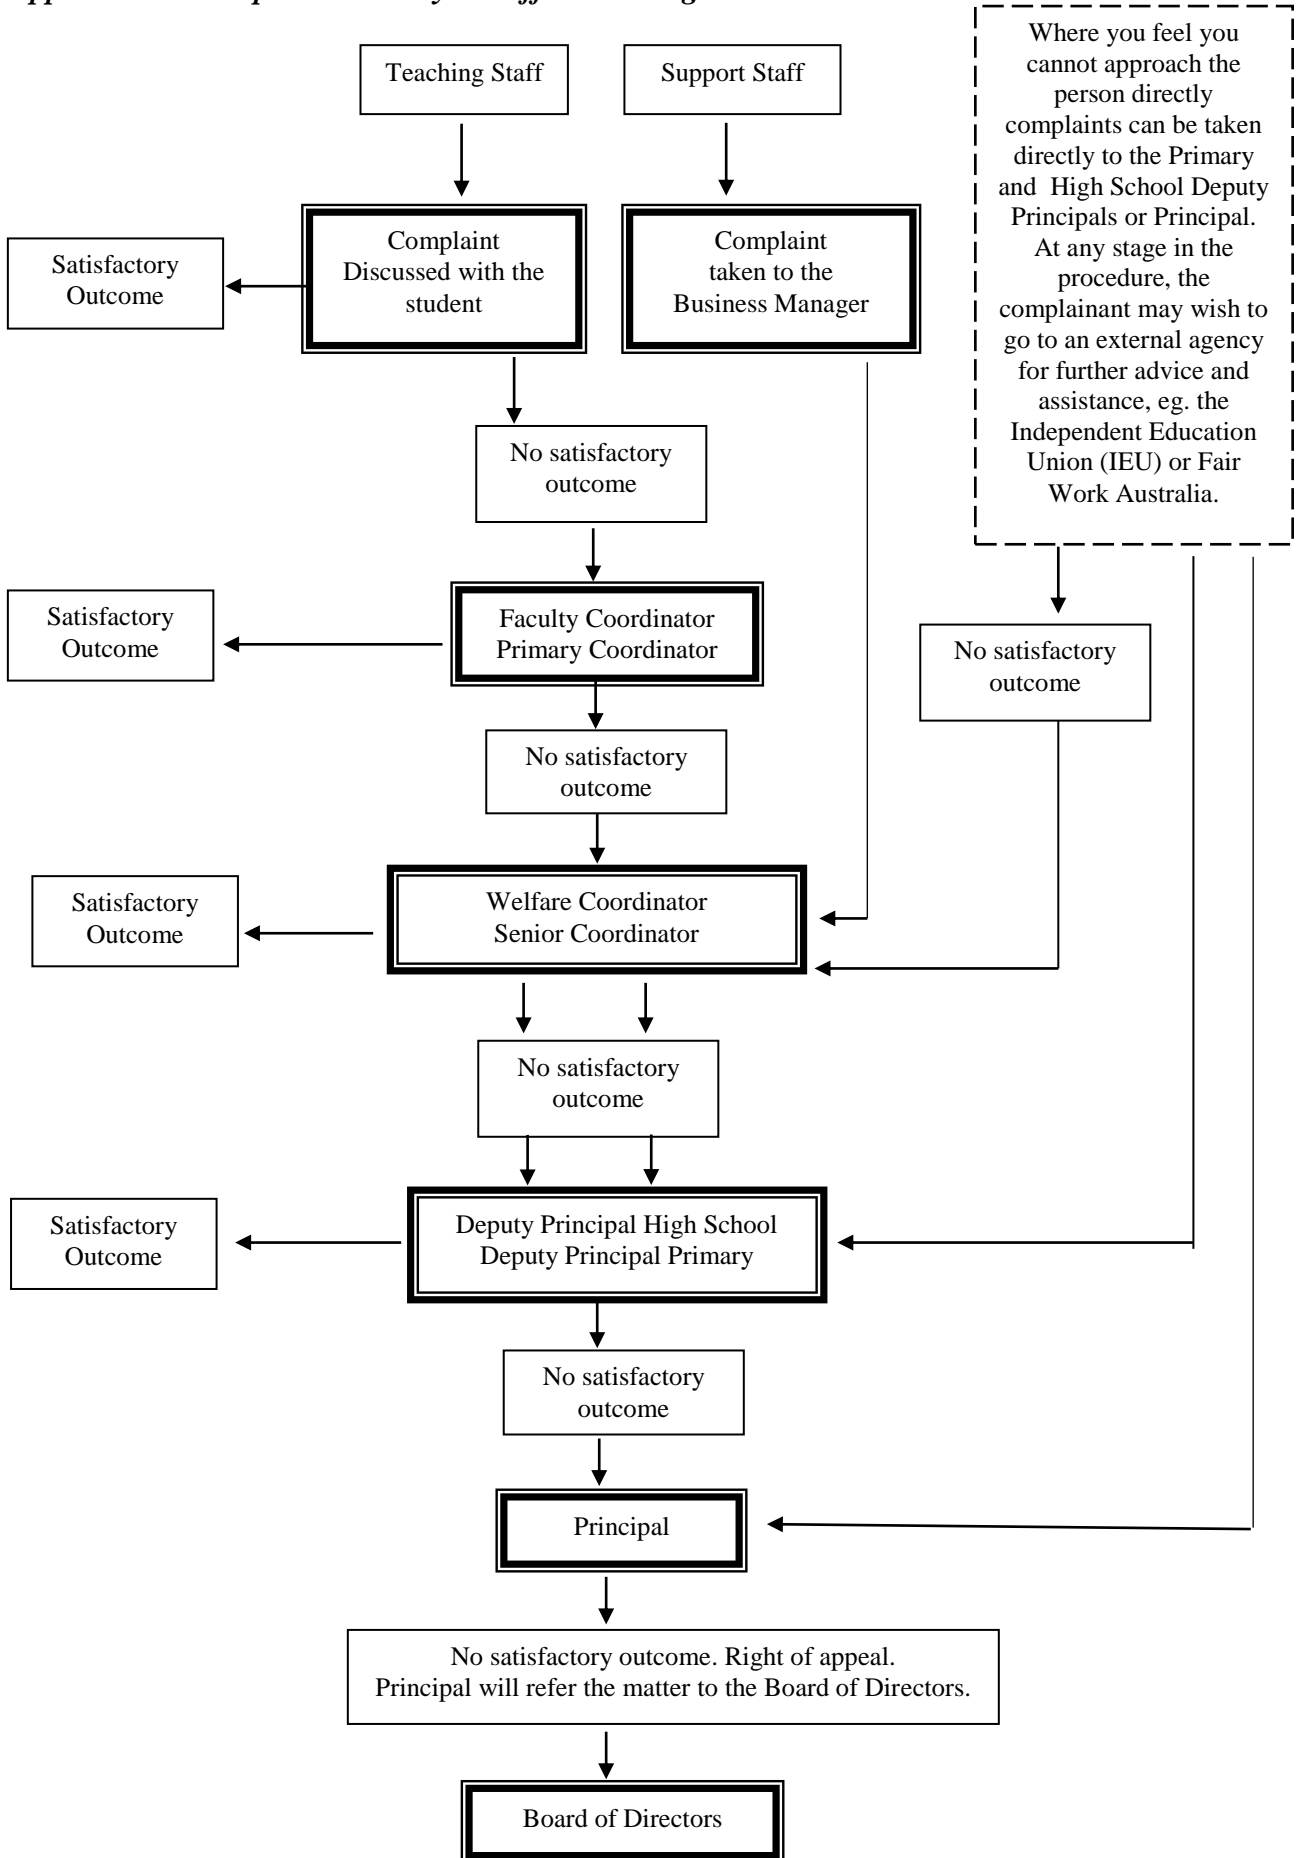 Teaching Staff
Support Staff
Where you feel you
cannot approach the
person directly
complaints can be taken
directly to the Primary
and High School Deputy
Principals or Principal.
At any stage in the
procedure, the
complainant may wish to
go to an external agency
for further advice and
assistance, eg. the
Independent Education
Union (IEU) or Fair
Work Australia.
Complaint
Discussed with the
student
Complaint
taken to the
Business Manager
Satisfactory
Outcome
No satisfactory
outcome
Faculty Coordinator
Primary Coordinator
Satisfactory
Outcome
No satisfactory
outcome
No satisfactory
outcome
Welfare Coordinator
Senior Coordinator
Satisfactory
Outcome
No satisfactory
outcome
Deputy Principal High School
Deputy Principal Primary
Satisfactory
Outcome
No satisfactory
outcome
Principal
No satisfactory outcome. Right of appeal.
Principal will refer the matter to the Board of Directors.
Board of Directors